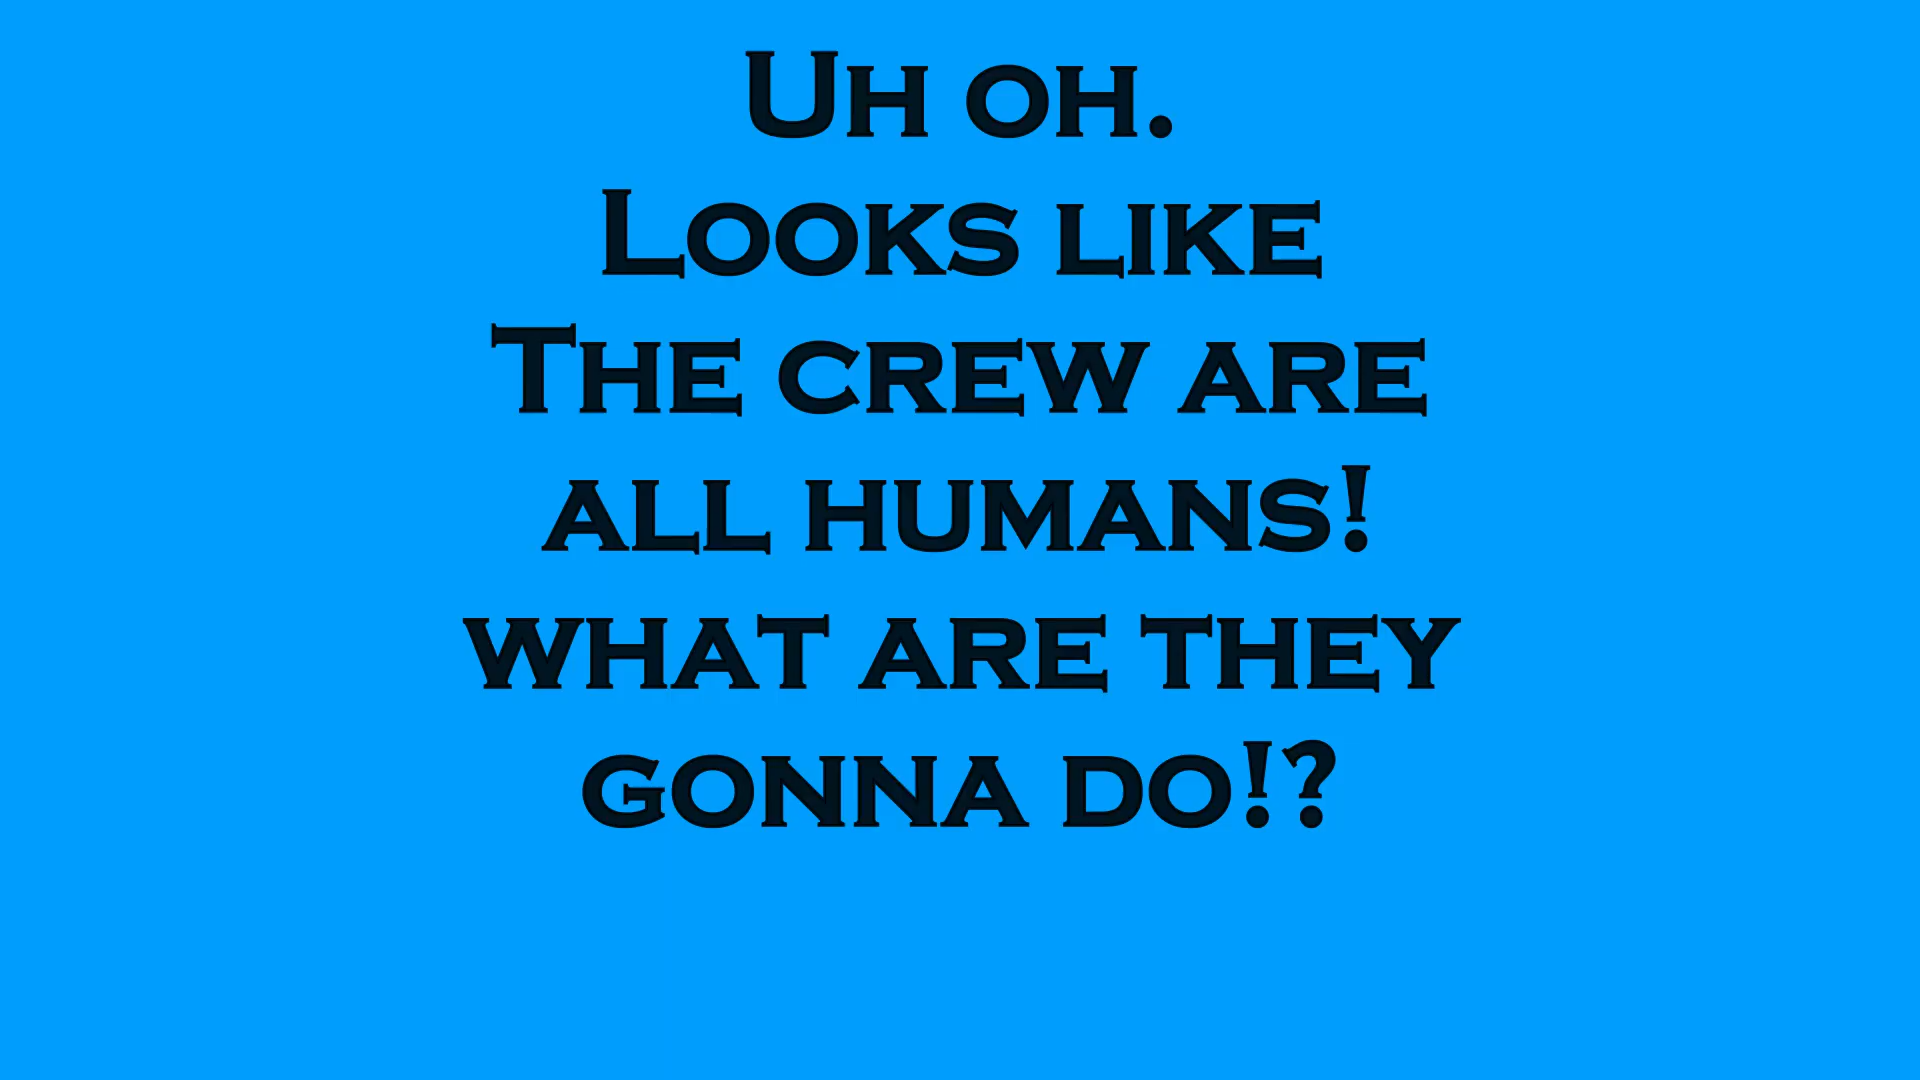 Uh oh.
Looks like
The crew are
all humans!
what are they
gonna do!?